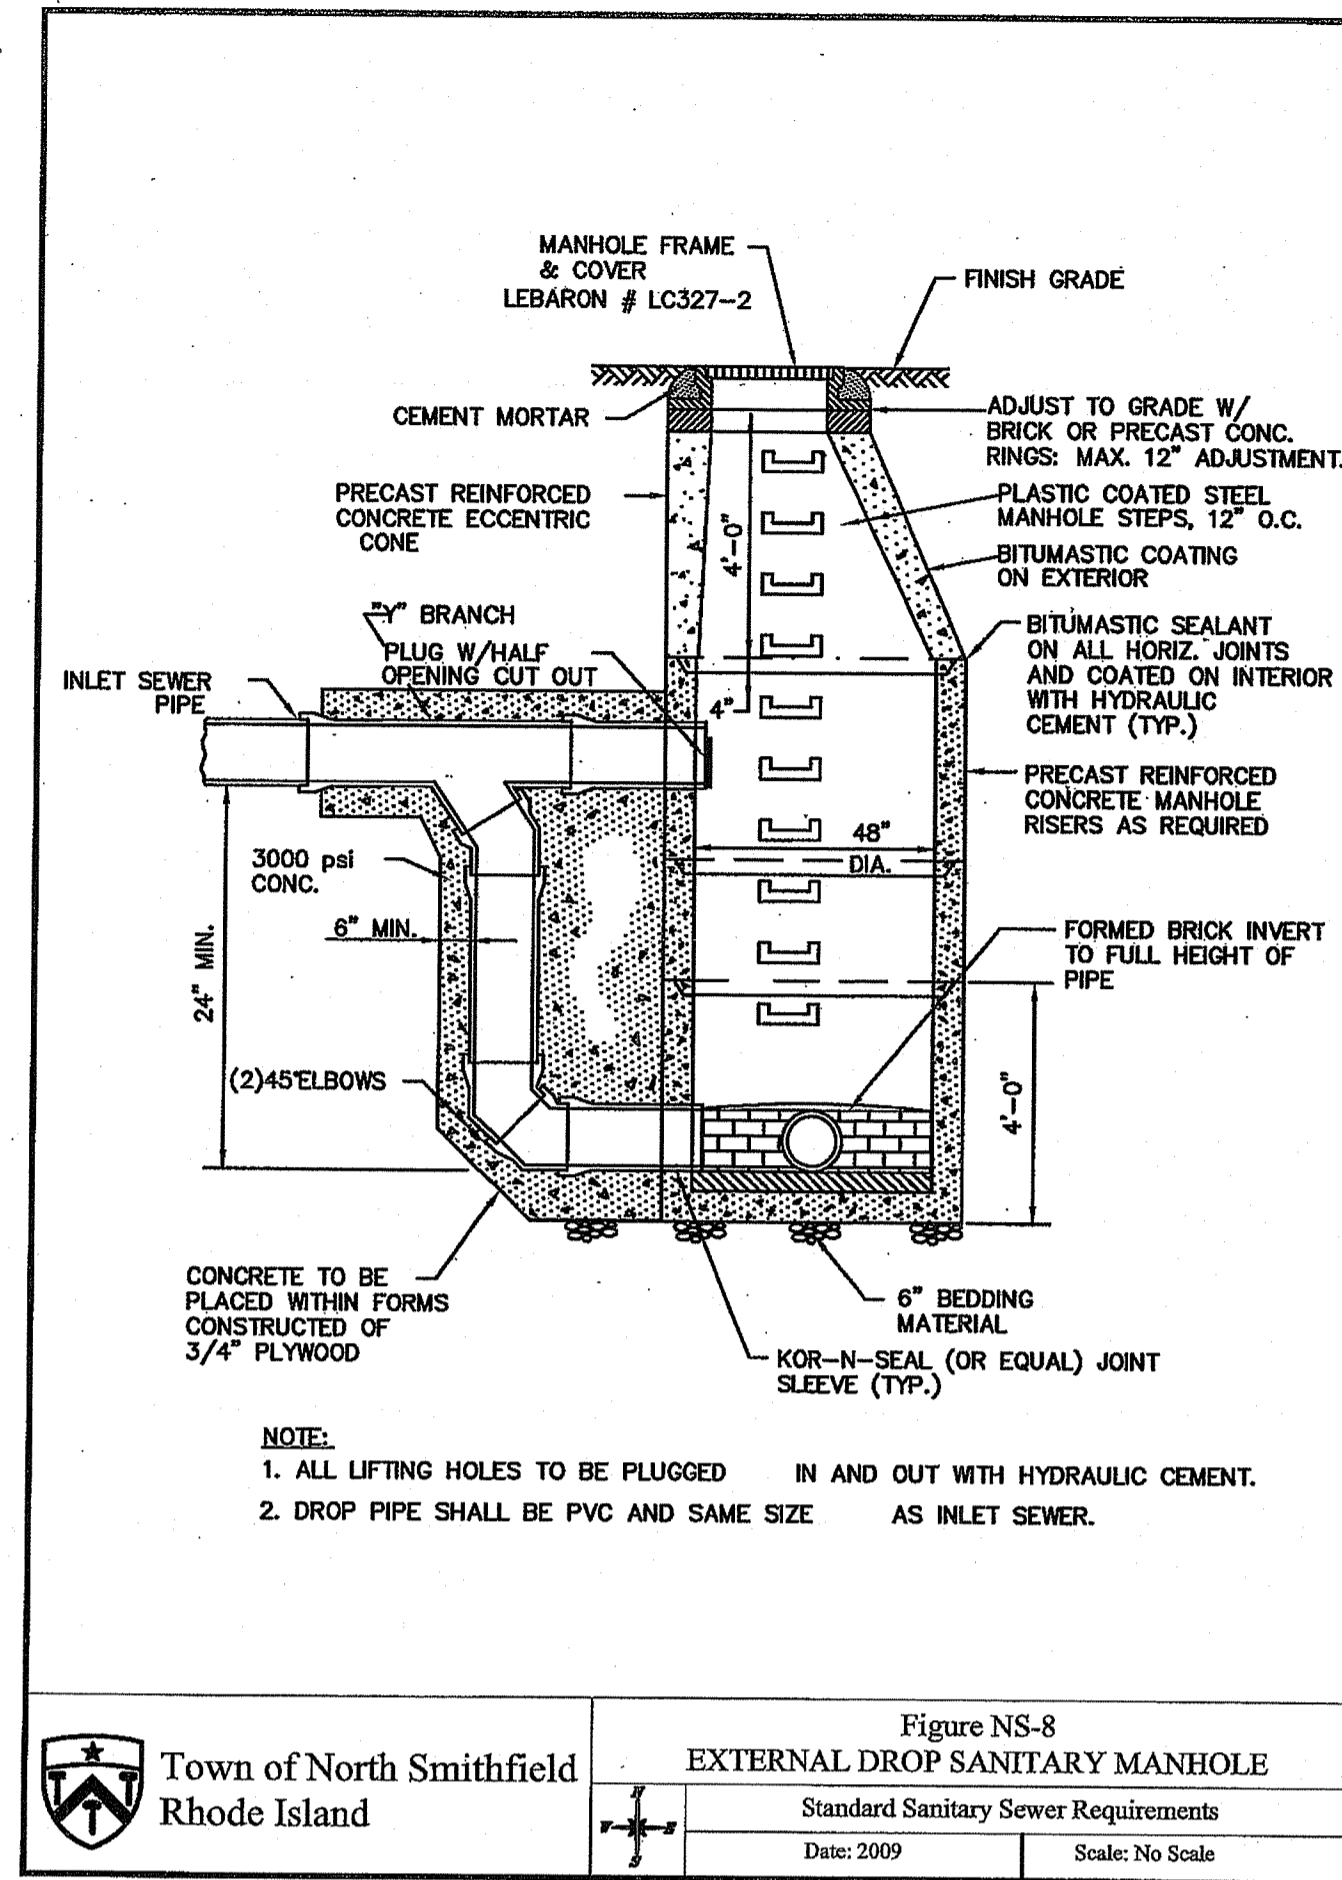 MANHOLE FRAME
& COVER
LEBARON # LC327-2
FINISH GRADE
CEMENT MORTAR
ADJUST TO GRADE W/
BRICK OR PRECAST CONC.
RINGS: MAX. 12" ADJUSTMENT.
PRECAST REINFORCED
CONCRETE ECCENTRIC
CONE
PLASTIC COATED STEEL
MANHOLE STEPS, 12" O.C.
4'-0"
BITUMASTIC COATING
ON EXTERIOR
"Y" BRANCH
PLUG W/HALF
OPENING CUT OUT
BITUMASTIC SEALANT
ON ALL HORIZ. JOINTS
AND COATED ON INTERIOR
WITH HYDRAULIC
CEMENT (TYP.)
INLET SEWER
PIPE
4"
PRECAST REINFORCED
CONCRETE MANHOLE
RISERS AS REQUIRED
48"
DIA.
3000 psi
CONC.
6" MIN.
24" MIN.
FORMED BRICK INVERT
TO FULL HEIGHT OF
PIPE
(2)45°ELBOWS
4'-0"
CONCRETE TO BE
PLACED WITHIN FORMS
CONSTRUCTED OF
3/4" PLYWOOD
6" BEDDING
MATERIAL
KOR-N-SEAL (OR EQUAL) JOINT
SLEEVE (TYP.)
NOTE:
1. ALL LIFTING HOLES TO BE PLUGGED IN AND OUT WITH HYDRAULIC CEMENT.
2. DROP PIPE SHALL BE PVC AND SAME SIZE AS INLET SEWER.
Town of North Smithfield
Rhode Island
Figure NS-8
EXTERNAL DROP SANITARY MANHOLE
N
W E
S
Standard Sanitary Sewer Requirements
Date: 2009
Scale: No Scale